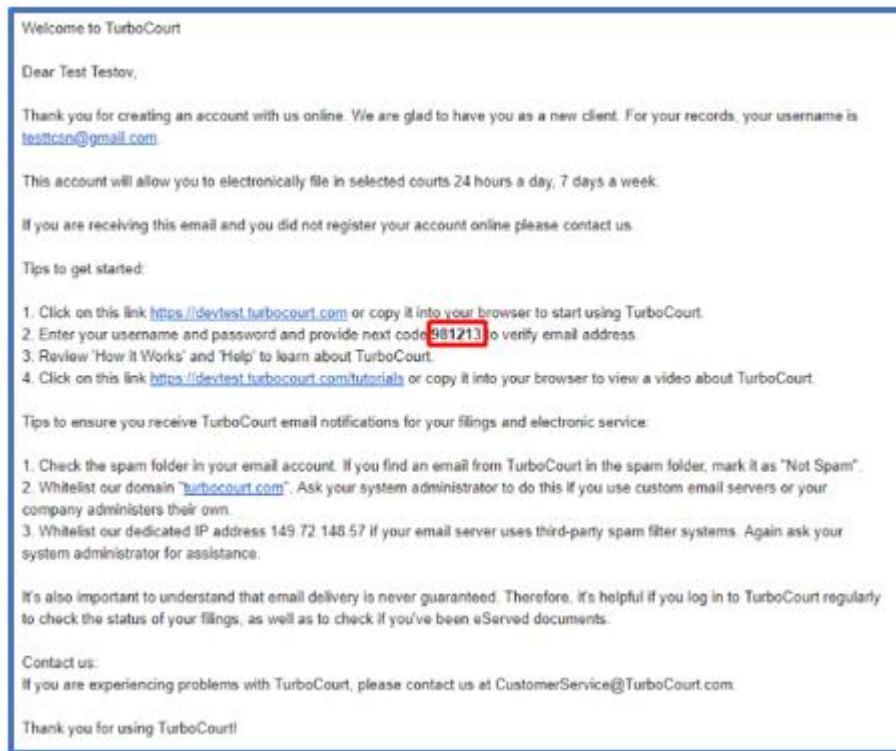 Welcome to TurboCourt
Dear Test Testov,
Thank you for creating an account with us online. We are glad to have you as a new client. For your records, your username is
testtcsn@gmail.com
This account will allow you to electronically file in selected courts 24 hours a day, 7 days a week.
If you are receiving this email and you did not register your account online please contact us.
Tips to get started:
1. Click on this link https://devtest.turbocourt.com or copy it into your browser to start using TurboCourt.
2. Enter your username and password and provide next code 981213 to verify email address.
3. Review 'How it Works' and 'Help' to learn about TurboCourt.
4. Click on this link https://devtest.turbocourt.com/tutorials or copy it into your browser to view a video about TurboCourt.
Tips to ensure you receive TurboCourt email notifications for your filings and electronic service:
1. Check the spam folder in your email account. If you find an email from TurboCourt in the spam folder, mark it as "Not Spam".
2. Whitelist our domain "turbocourt.com". Ask your system administrator to do this if you use custom email servers or your
company administers their own.
3. Whitelist our dedicated IP address 149.72.148.57 if your email server uses third-party spam filter systems. Again ask your
system administrator for assistance.
It's also important to understand that email delivery is never guaranteed. Therefore, it's helpful if you log in to TurboCourt regularly
to check the status of your filings, as well as to check if you've been eServed documents.
Contact us:
If you are experiencing problems with TurboCourt, please contact us at CustomerService@TurboCourt.com.
Thank you for using TurboCourt!